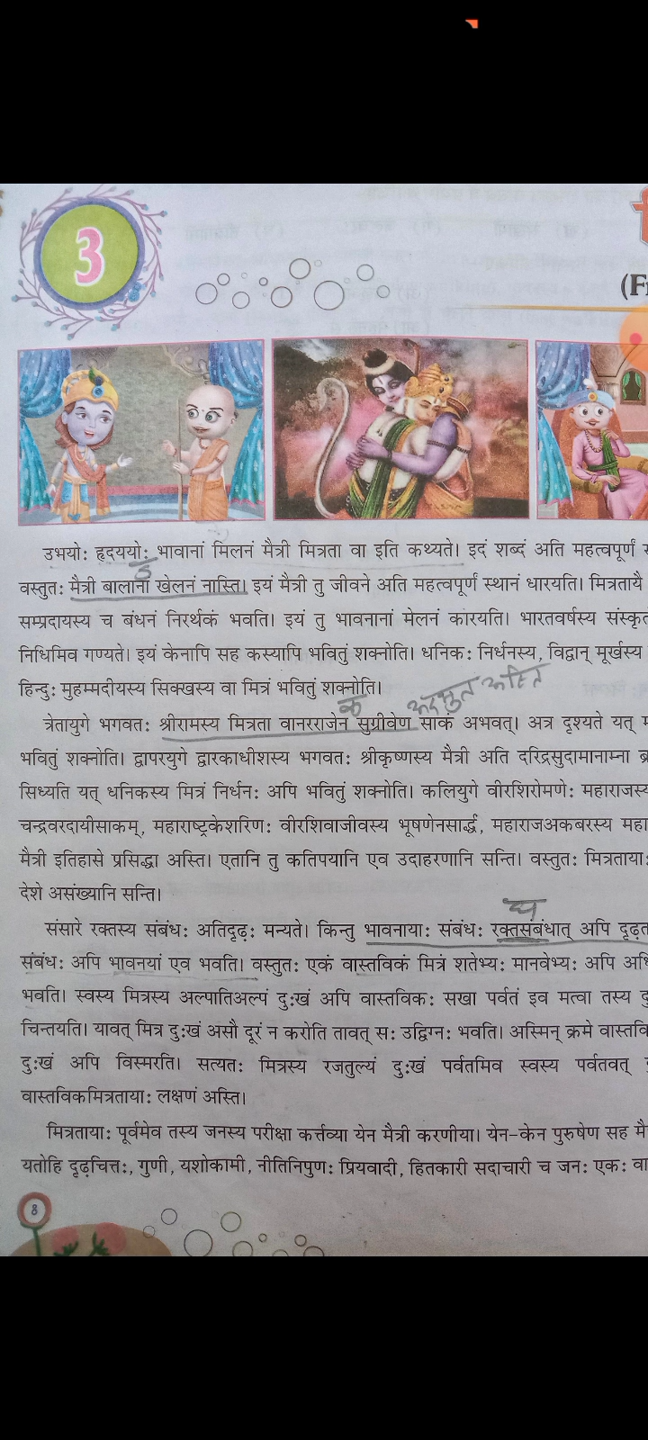 3
उभयो: हृदययो: भावानां मिलनं मैत्री मित्रता वा इति कथ्यते। इदं शब्दं अति महत्वपूर्णं
वस्तुत: मैत्री बालानां खेलनं नास्ति। इयं मैत्री तु जीवने अति महत्वपूर्णं स्थानं धारयति। मित्रतायै
सम्प्रदायस्य च बंधनं निरर्थकं भवति। इयं तु भावनानां मेलनं कारयति। भारतवर्षस्य
निधिमिव गण्यते। इयं केनापि सह कस्यापि भवितुं शक्नोति। धनिक: निर्धनस्य, विद्वान् मूर्खस्य
हिन्दु: मुहम्मदीयस्य सिक्खस्य वा मित्रं भवितुं शक्नोति।
क
त्रेतायुगे भगवत: श्रीरामस्य मित्रता वानरराजेन सुग्रीवेण साकं अभवत्। अत्र दृश्यते यत्
भवितुं शक्नोति। द्वापरयुगे द्वारकाधीशस्य भगवत: श्रीकृष्णस्य मैत्री अति दरिद्रसुदामानाम्ना
सिध्यति यत् धनिकस्य मित्रं निर्धन: अपि भवितुं शक्नोति। कलियुगे वीरशिरोमणे:
चन्द्रवरदायीसाकम्, महाराष्ट्रकेशरिण: वीरशिवाजीवस्य भूषणेनसार्द्धं, महाराजअकबरस्य
मैत्री इतिहासे प्रसिद्धा अस्ति। एतानि तु कतिपयानि एव उदाहरणानि सन्ति। वस्तुत:
देशे असंख्यानि सन्ति।
घ
संसारे रक्तस्य संबंध: अतिदृढ़: मन्यते। किन्तु भावनाया: संबंध: रक्तसंबंधात् अपि
संबंध: अपि भावनयां एव भवति। वस्तुत: एकं वास्तविकं मित्रं शतेभ्य: मानवेभ्य: अपि
भवति। स्वस्य मित्रस्य अल्पातिअल्पं दु:खं अपि वास्तविक: सखा पर्वतं इव मत्वा तस्य
चिन्तयति। यावत् मित्र दु:खं असौ दूरं न करोति तावत् स: उद्विग्न: भवति। अस्मिन् क्रमे
दु:खं अपि विस्मरति। सत्यत: मित्रस्य रजतुल्यं दु:खं पर्वतमिव स्वस्य पर्वतवत्
वास्तविकमित्रताया: लक्षणं अस्ति।
मित्रताया: पूर्वमेव तस्य जनस्य परीक्षा कर्त्तव्या येन मैत्री करणीया। येन-केन पुरुषेण सह
यतोहि दृढ़चित्त:, गुणी, यशोकामी, नीतिनिपुण: प्रियवादी, हितकारी सदाचारी च जन: एक:
8